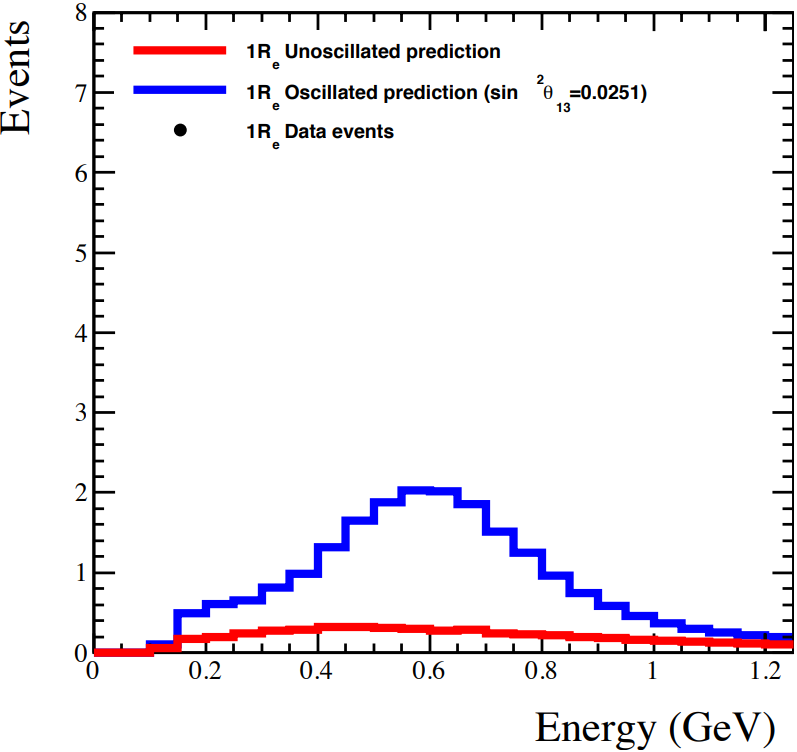 Events
8
7
6
5
4
3
2
1
0
1Rₑ Unoscillated prediction
1Rₑ Oscillated prediction (sin ²θ₁₃=0.0251)
1Rₑ Data events
0 0.2 0.4 0.6 0.8 1 1.2
Energy (GeV)